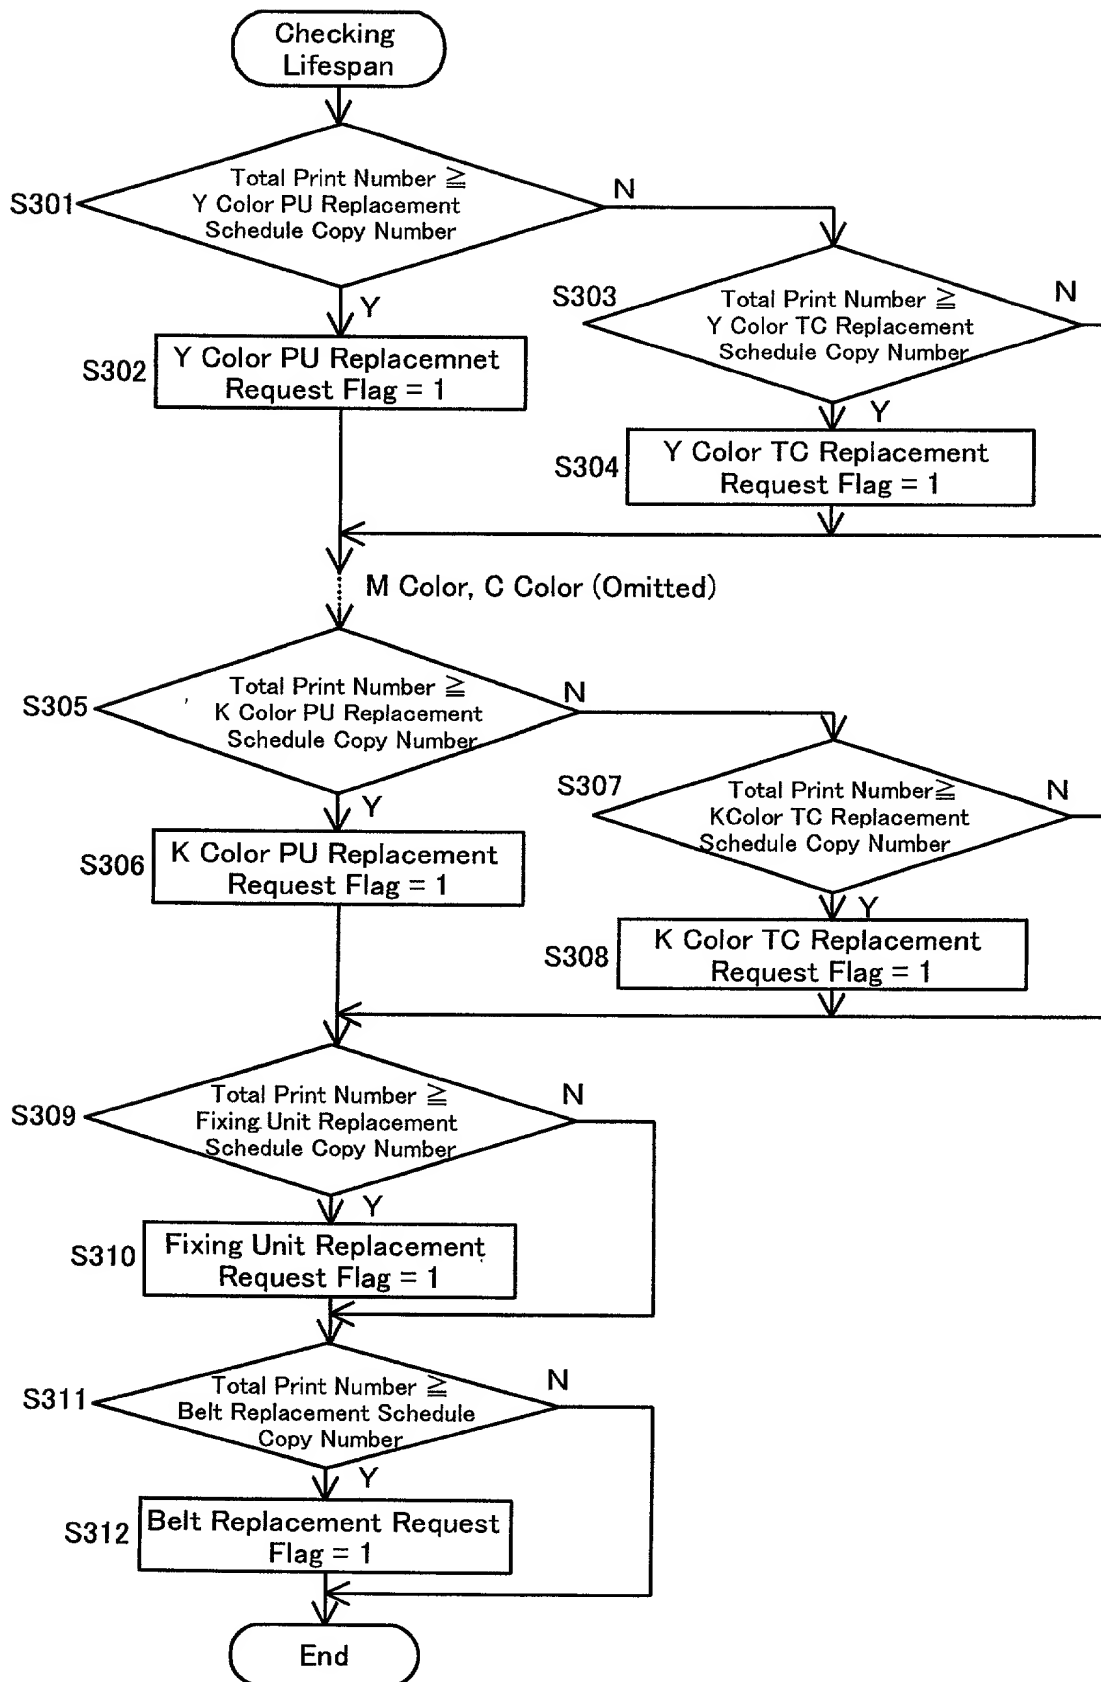 Checking
Lifespan
S301
Total Print Number ≧
Y Color PU Replacement
Schedule Copy Number
N
Y
S302
Y Color PU Replacemnet
Request Flag = 1
S303
Total Print Number ≧
Y Color TC Replacement
Schedule Copy Number
N
Y
S304
Y Color TC Replacement
Request Flag = 1
M Color, C Color (Omitted)
S305
Total Print Number ≧
K Color PU Replacement
Schedule Copy Number
N
Y
S306
K Color PU Replacement
Request Flag = 1
S307
Total Print Number≧
KColor TC Replacement
Schedule Copy Number
N
Y
S308
K Color TC Replacement
Request Flag = 1
S309
Total Print Number ≧
Fixing Unit Replacement
Schedule Copy Number
N
Y
S310
Fixing Unit Replacement
Request Flag = 1
S311
Total Print Number ≧
Belt Replacement Schedule
Copy Number
N
Y
S312
Belt Replacement Request
Flag = 1
End